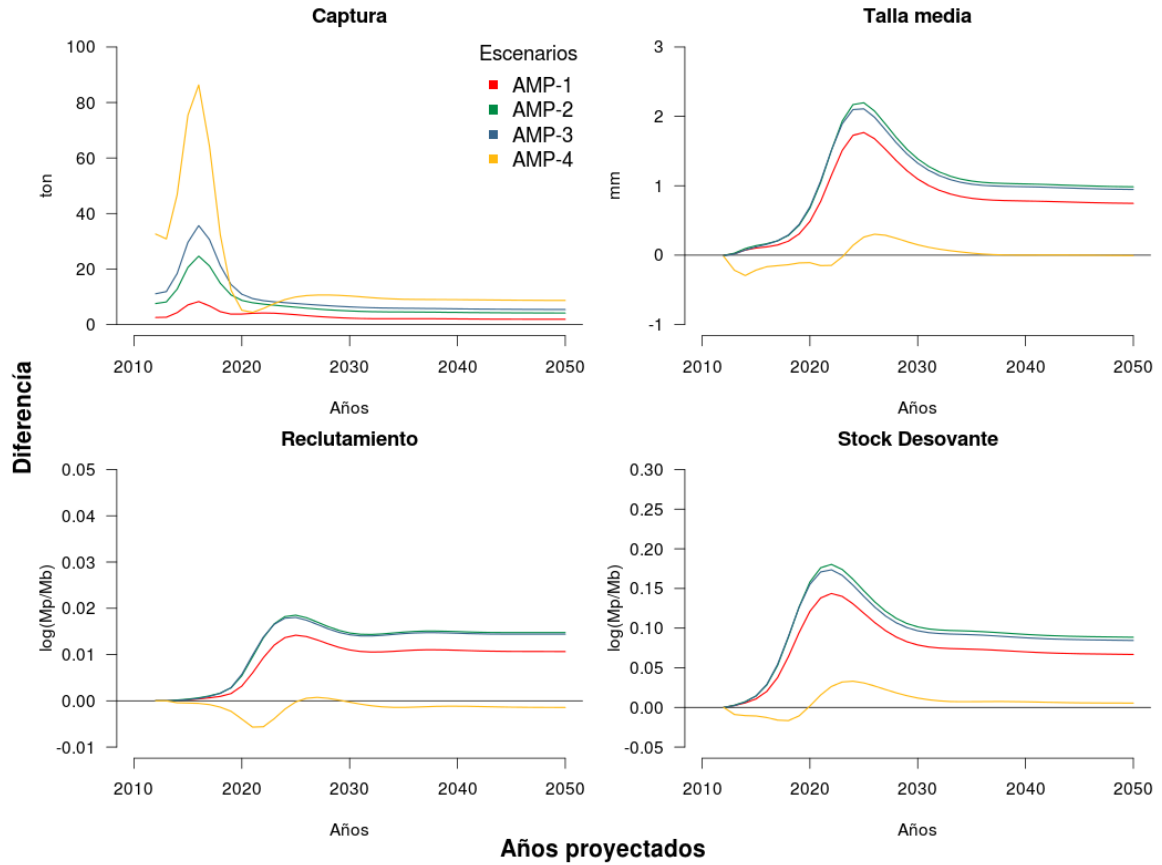 Captura
100
80
60
40
20
0
ton
Escenarios
AMP-1
AMP-2
AMP-3
AMP-4
2010 2020 2030 2040 2050
Años
Talla media
3
2
1
0
-1
mm
2010 2020 2030 2040 2050
Años
Diferencía
Reclutamiento
0.05
0.04
0.03
0.02
0.01
0.00
-0.01
log(Mp/Mb)
2010 2020 2030 2040 2050
Años
Stock Desovante
0.30
0.25
0.20
0.15
0.10
0.05
0.00
-0.05
log(Mp/Mb)
2010 2020 2030 2040 2050
Años
Años proyectados